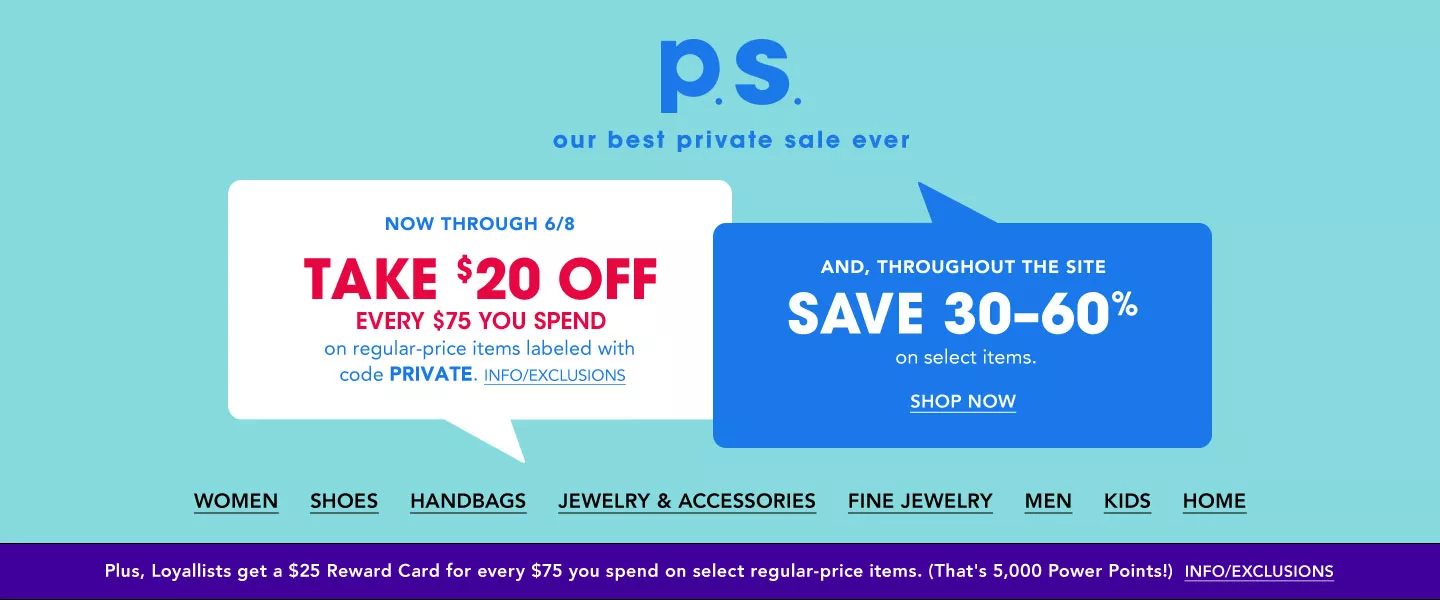 p.s.
our best private sale ever
NOW THROUGH 6/8
TAKE $20 OFF
EVERY $75 YOU SPEND
on regular-price items labeled with
code PRIVATE. INFO/EXCLUSIONS
AND, THROUGHOUT THE SITE
SAVE 30–60%
on select items.
SHOP NOW
WOMEN SHOES HANDBAGS JEWELRY & ACCESSORIES FINE JEWELRY MEN KIDS HOME
Plus, Loyallists get a $25 Reward Card for every $75 you spend on select regular-price items. (That's 5,000 Power Points!) INFO/EXCLUSIONS